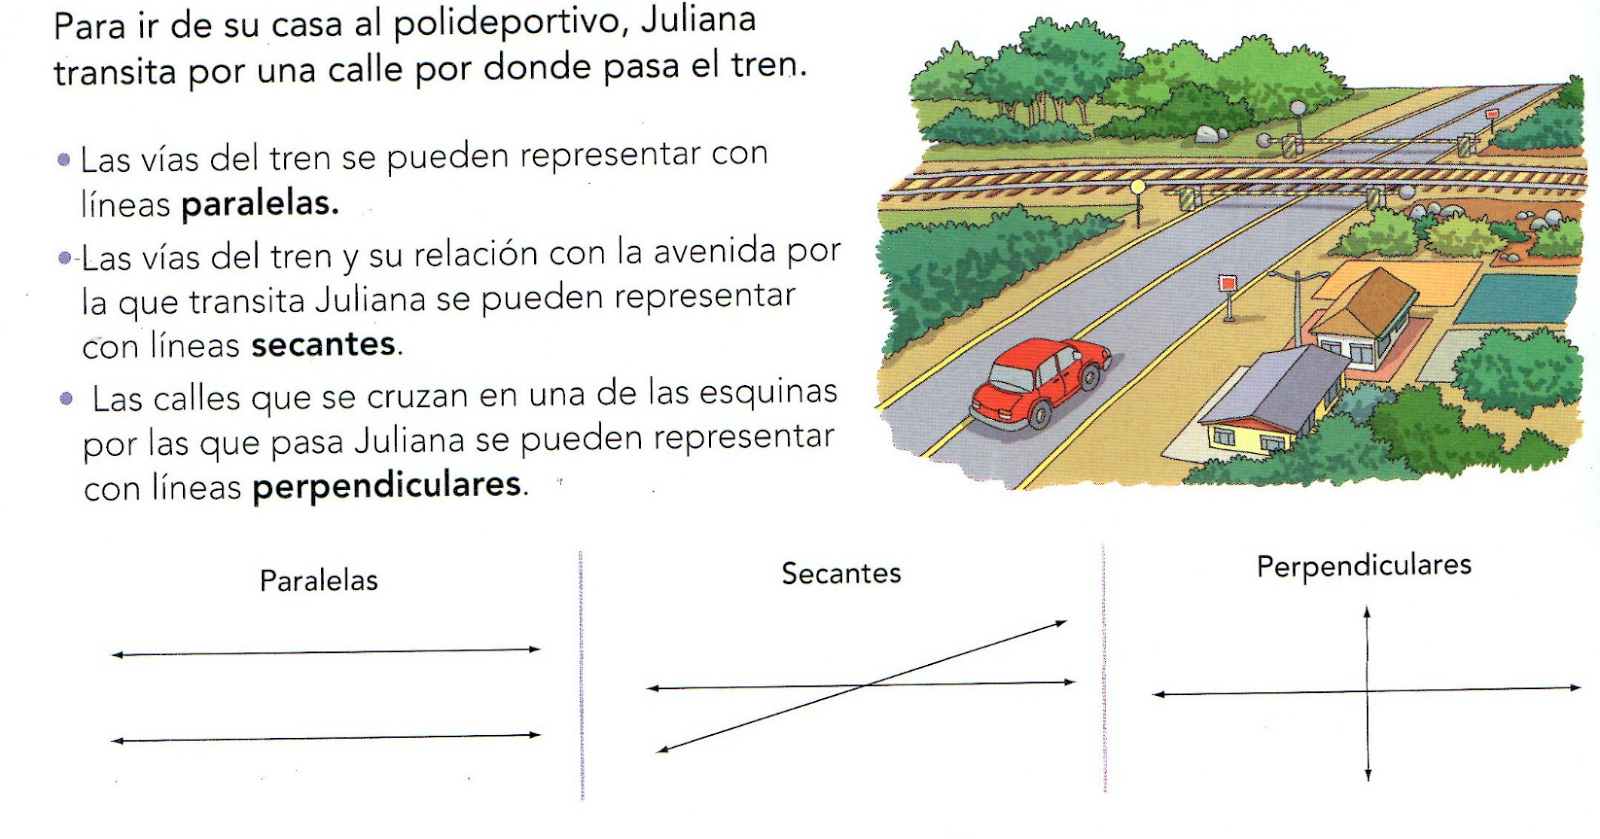 Para ir de su casa al polideportivo, Juliana
transita por una calle por donde pasa el tren.
• Las vías del tren se pueden representar con
líneas paralelas.
• Las vías del tren y su relación con la avenida por
la que transita Juliana se pueden representar
con líneas secantes.
• Las calles que se cruzan en una de las esquinas
por las que pasa Juliana se pueden representar
con líneas perpendiculares.
Paralelas
Secantes
Perpendiculares